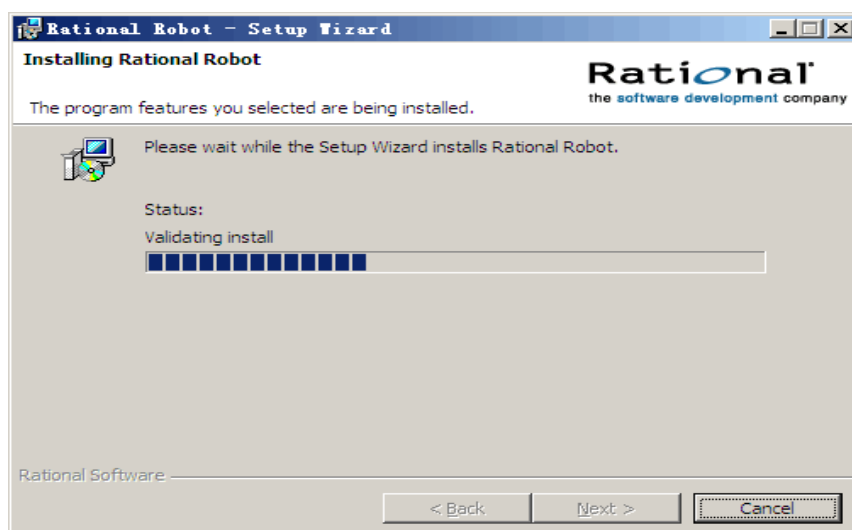 Rational Robot - Setup Wizard
Installing Rational Robot
The program features you selected are being installed.
Rational
the software development company
Please wait while the Setup Wizard installs Rational Robot.
Status:
Validating install
Rational Software
< Back
Next >
Cancel